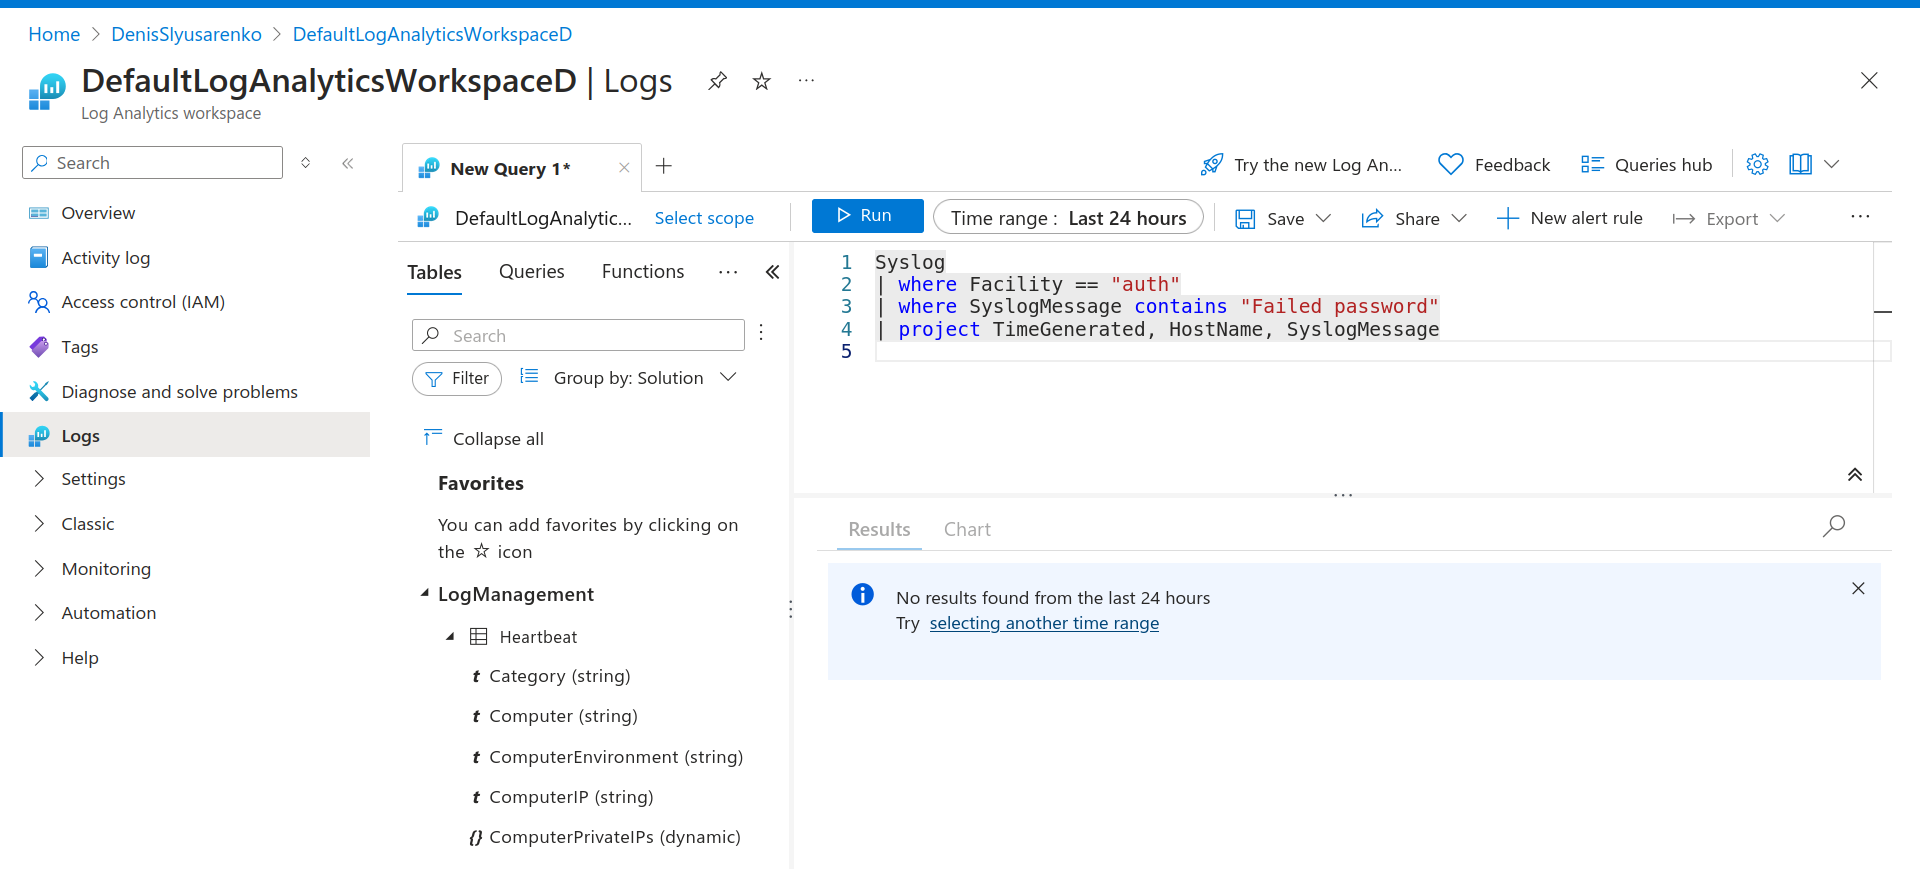 Home > DenisSlyusarenko > DefaultLogAnalyticsWorkspaceD
DefaultLogAnalyticsWorkspaceD | Logs
Log Analytics workspace
Search
Overview
Activity log
Access control (IAM)
Tags
Diagnose and solve problems
Logs
Settings
Classic
Monitoring
Automation
Help
New Query 1*
Try the new Log An...
Feedback
Queries hub
DefaultLogAnalytic...
Select scope
Run
Time range : Last 24 hours
Save
Share
New alert rule
Export
Tables
Queries
Functions
Search
Filter
Group by: Solution
Collapse all
Favorites
You can add favorites by clicking on
the ☆ icon
LogManagement
Heartbeat
t Category (string)
t Computer (string)
t ComputerEnvironment (string)
t ComputerIP (string)
{} ComputerPrivateIPs (dynamic)
1 Syslog
2 | where Facility == "auth"
3 | where SyslogMessage contains "Failed password"
4 | project TimeGenerated, HostName, SyslogMessage
5
Results
Chart
No results found from the last 24 hours
Try selecting another time range